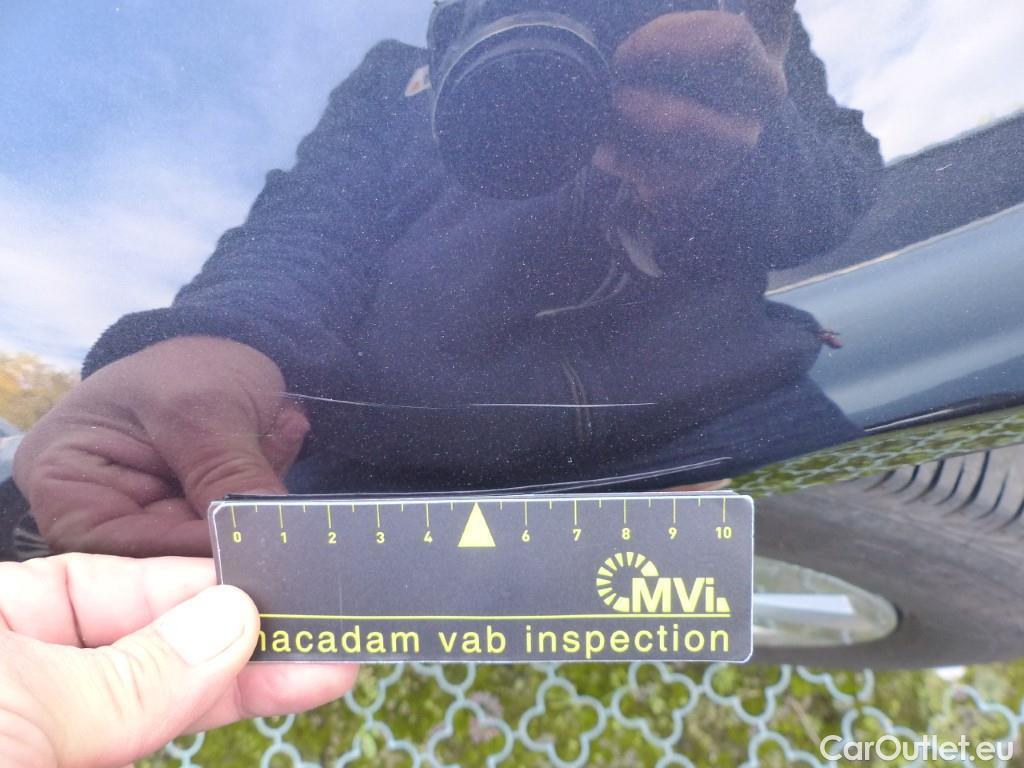 0 1 2 3 4 6 7 8 9 10
MVi
macadam vab inspection
CarOutlet.eu